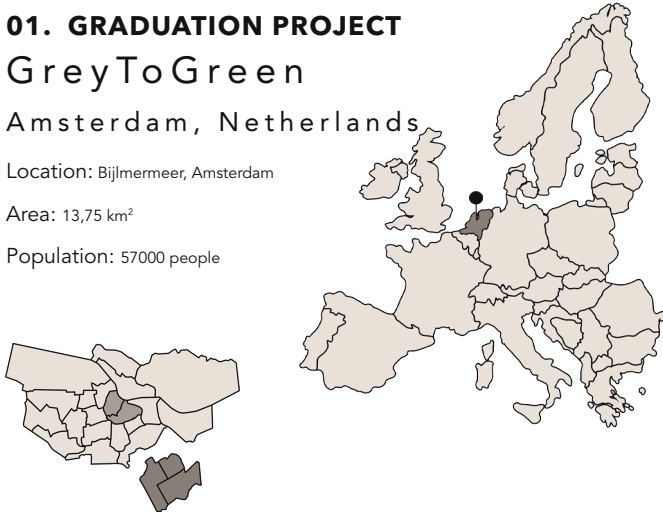 01. GRADUATION PROJECT
GreyToGreen
Amsterdam, Netherlands
Location: Bijlmermeer, Amsterdam
Area: 13,75 km²
Population: 57000 people